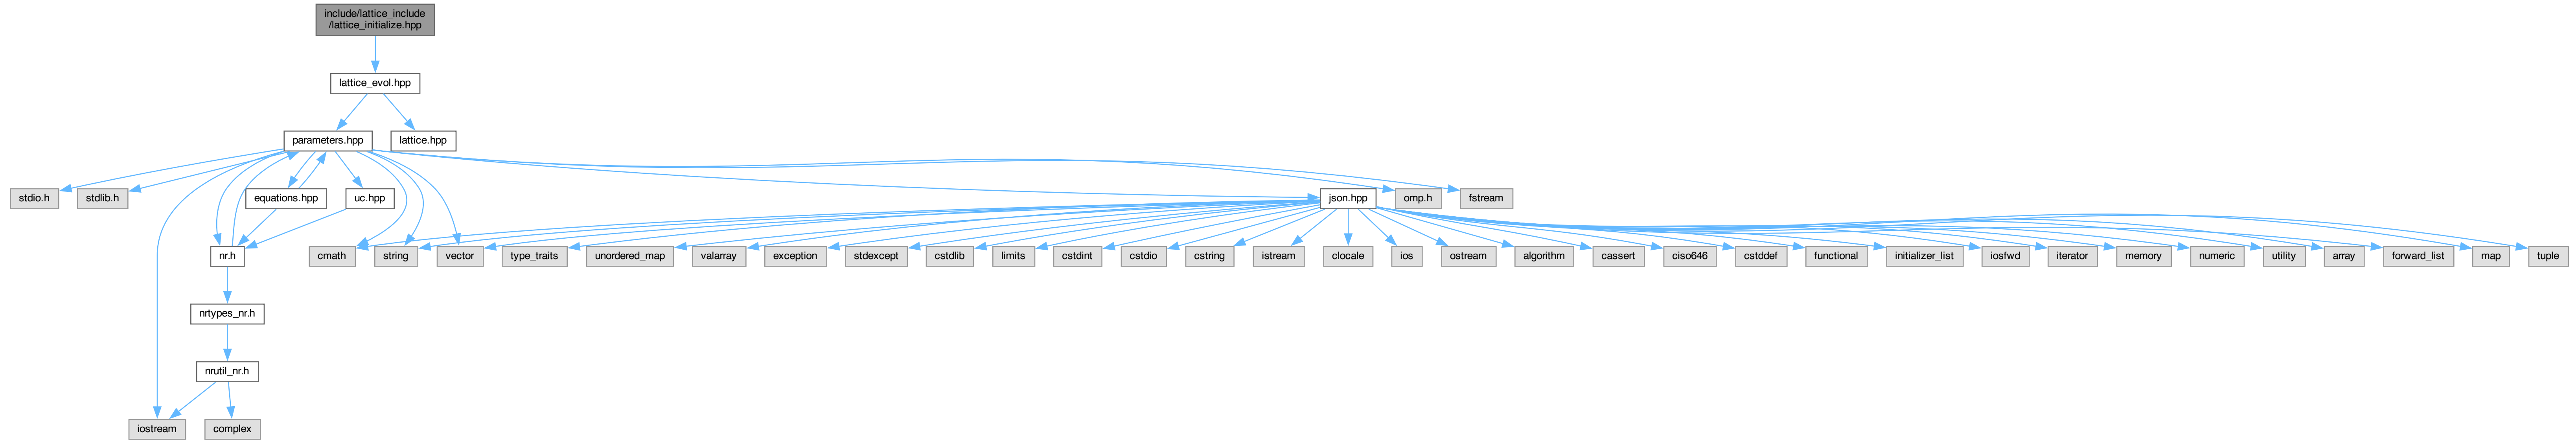 include/lattice_include
/lattice_initialize.hpp
lattice_evol.hpp
parameters.hpp
lattice.hpp
stdio.h
stdlib.h
equations.hpp
uc.hpp
json.hpp
omp.h
fstream
nr.h
cmath
string
vector
type_traits
unordered_map
valarray
exception
stdexcept
cstdlib
limits
cstdint
cstdio
cstring
istream
clocale
ios
ostream
algorithm
cassert
ciso646
cstddef
functional
initializer_list
iosfwd
iterator
memory
numeric
utility
array
forward_list
map
tuple
nrtypes_nr.h
nrutil_nr.h
iostream
complex